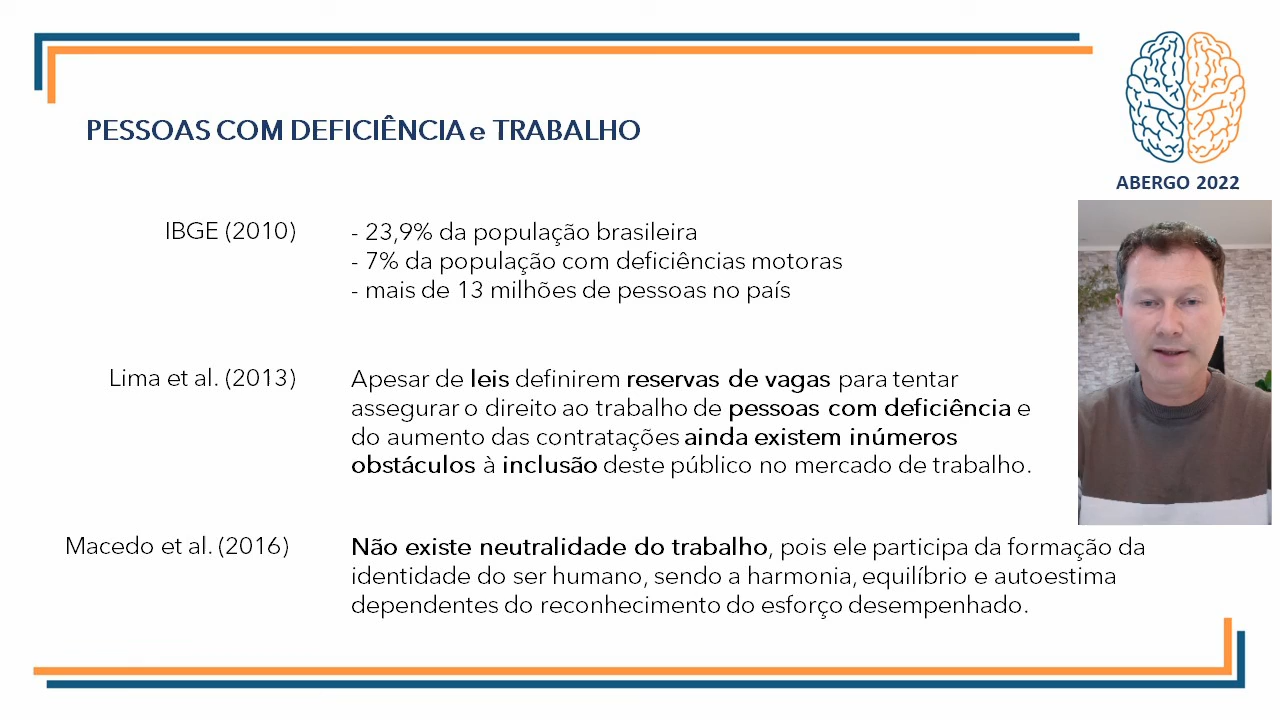 PESSOAS COM DEFICIÊNCIA e TRABALHO
ABERGO 2022
IBGE (2010)
- 23,9% da população brasileira
- 7% da população com deficiências motoras
- mais de 13 milhões de pessoas no país
Lima et al. (2013)
Apesar de leis definirem reservas de vagas para tentar
assegurar o direito ao trabalho de pessoas com deficiência e
do aumento das contratações ainda existem inúmeros
obstáculos à inclusão deste público no mercado de trabalho.
Macedo et al. (2016)
Não existe neutralidade do trabalho, pois ele participa da formação da
identidade do ser humano, sendo a harmonia, equilíbrio e autoestima
dependentes do reconhecimento do esforço desempenhado.